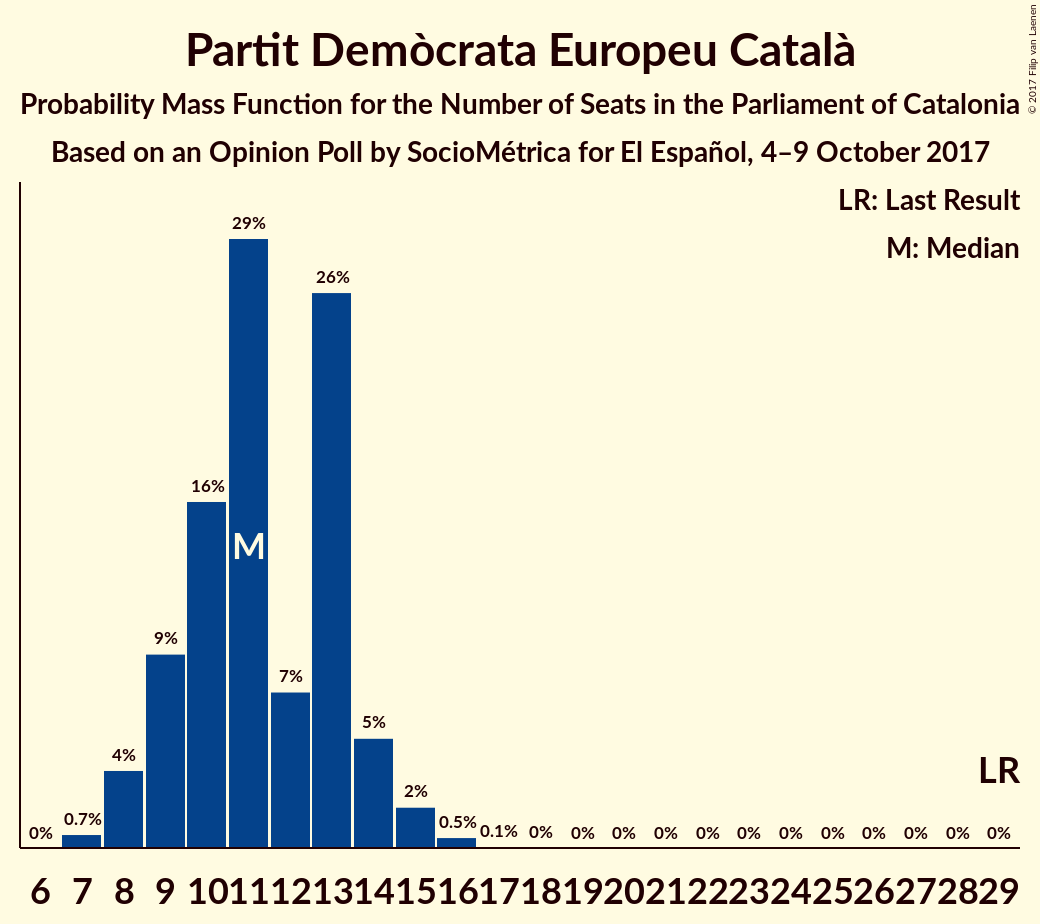 Partit Demòcrata Europeu Català
Probability Mass Function for the Number of Seats in the Parliament of Catalonia
Based on an Opinion Poll by SocioMétrica for El Español, 4–9 October 2017
© 2017 Filip van Laenen
LR: Last Result
M: Median
0% 0.7% 4% 9% 16% 29% 7% 26% 5% 2% 0.5% 0.1% 0% 0% 0% 0% 0% 0% 0% 0% 0% 0% 0% 0%
M
LR
6 7 8 9 10 11 12 13 14 15 16 17 18 19 20 21 22 23 24 25 26 27 28 29